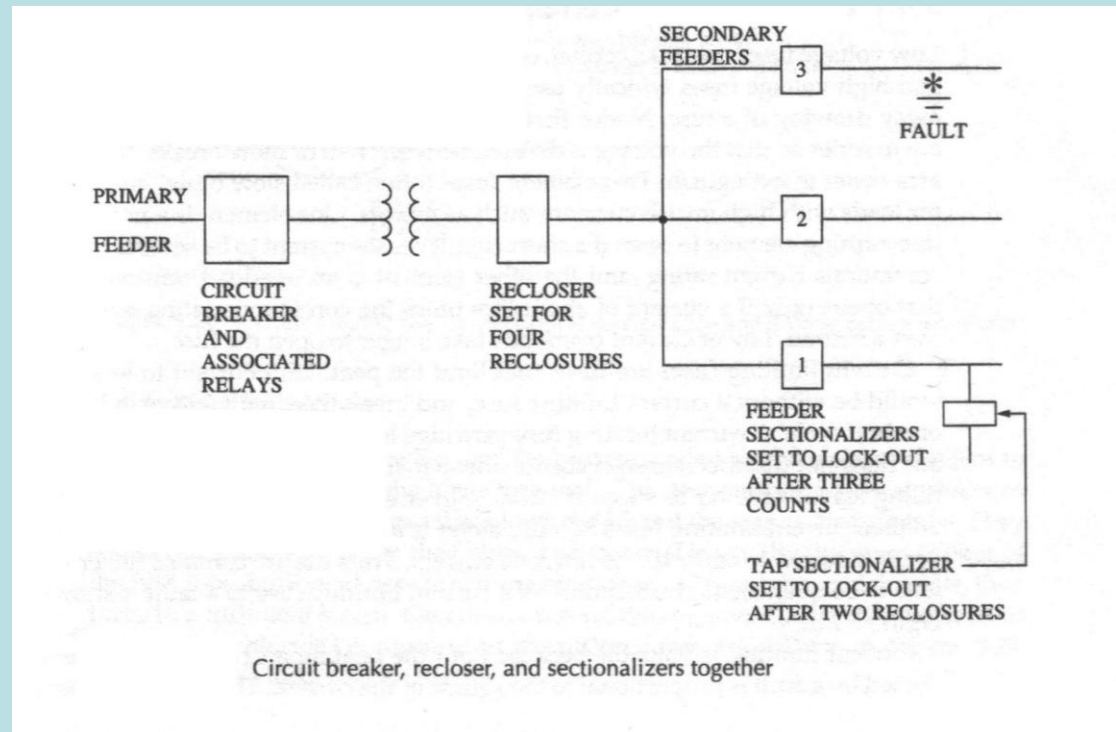 SECONDARY
FEEDERS
3
FAULT
PRIMARY
FEEDER
2
CIRCUIT
BREAKER
AND
ASSOCIATED
RELAYS
RECLOSER
SET FOR
FOUR
RECLOSURES
1
FEEDER
SECTIONALIZERS
SET TO LOCK-OUT
AFTER THREE
COUNTS
TAP SECTIONALIZER
SET TO LOCK-OUT
AFTER TWO RECLOSURES
Circuit breaker, recloser, and sectionalizers together